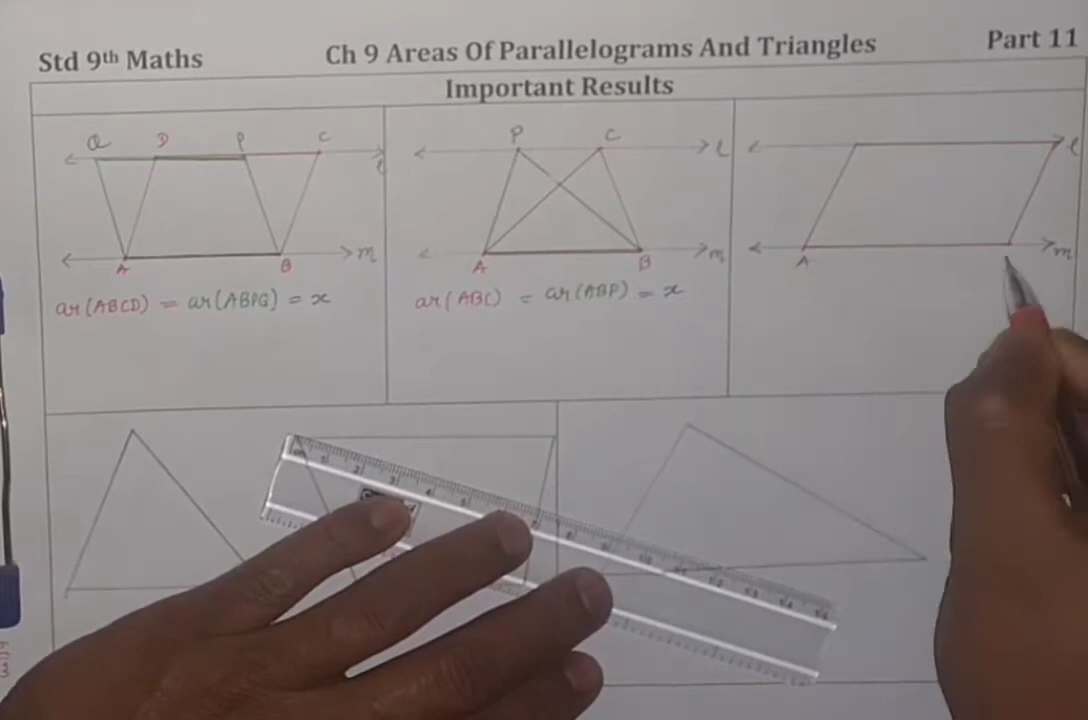 Std 9th Maths Ch 9 Areas Of Parallelograms And Triangles Part 11
Important Results
Q D P C
l
A B m
ar(ABCD) = ar(ABPQ) = x
P C l
A B m
ar(ABC) = ar(ABP) = x
l
A m